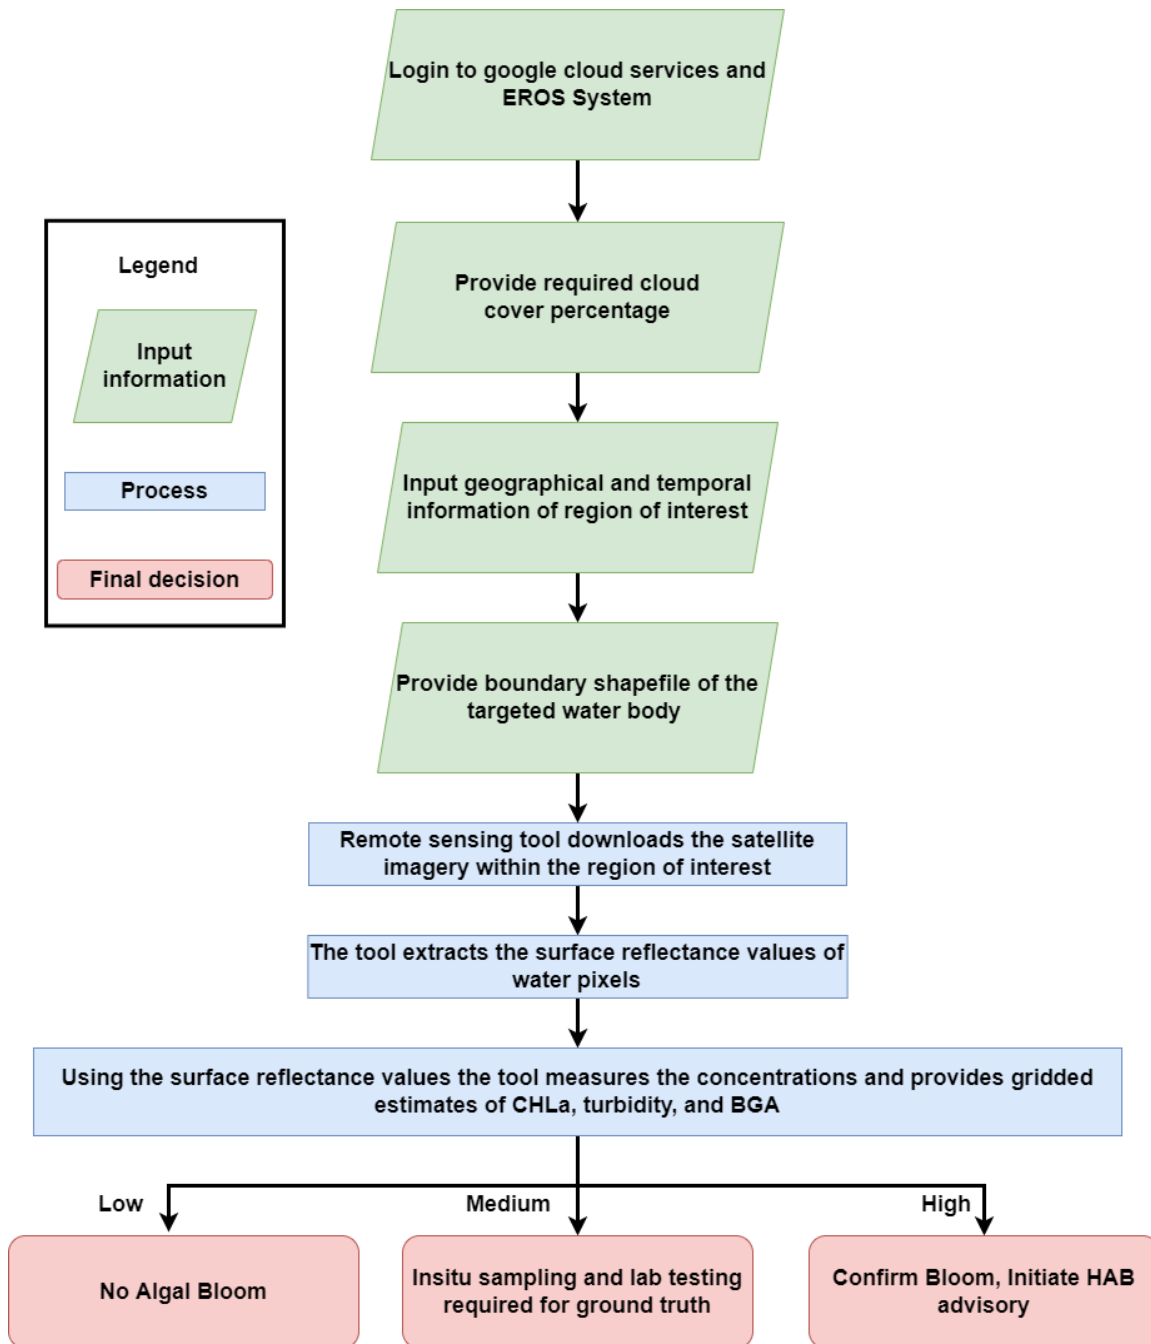 Login to google cloud services and
EROS System
Provide required cloud
cover percentage
Legend
Input
information
Process
Final decision
Input geographical and temporal
information of region of interest
Provide boundary shapefile of the
targeted water body
Remote sensing tool downloads the satellite
imagery within the region of interest
The tool extracts the surface reflectance values of
water pixels
Using the surface reflectance values the tool measures the concentrations and provides gridded
estimates of CHLa, turbidity, and BGA
Low
Medium
High
No Algal Bloom
Insitu sampling and lab testing
required for ground truth
Confirm Bloom, Initiate HAB
advisory